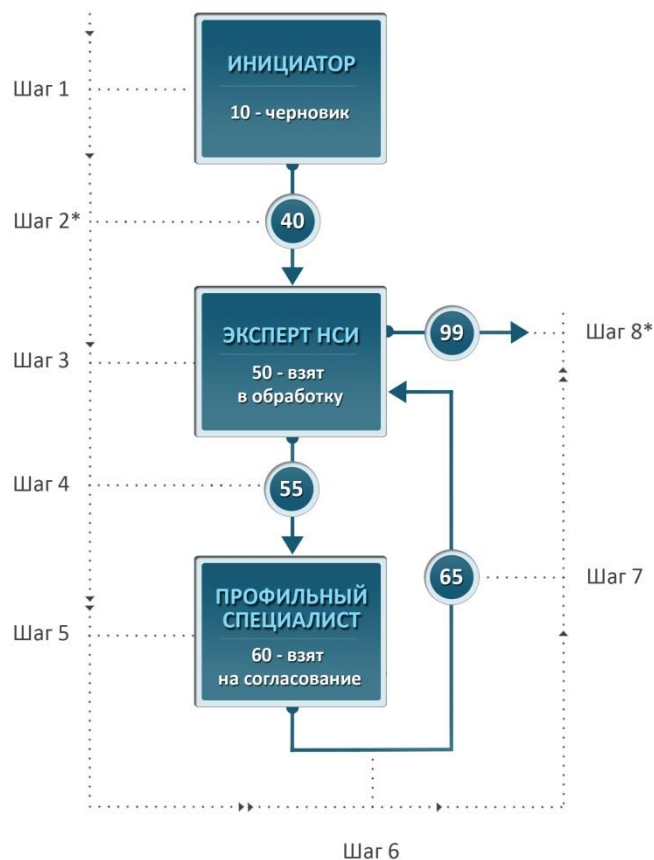 ИНИЦИАТОР
Шаг 1
10 - черновик
Шаг 2*
40
ЭКСПЕРТ НСИ
99
Шаг 8*
Шаг 3
50 - взят
в обработку
Шаг 4
55
65
Шаг 7
ПРОФИЛЬНЫЙ
СПЕЦИАЛИСТ
Шаг 5
60 - взят
на согласование
Шаг 6